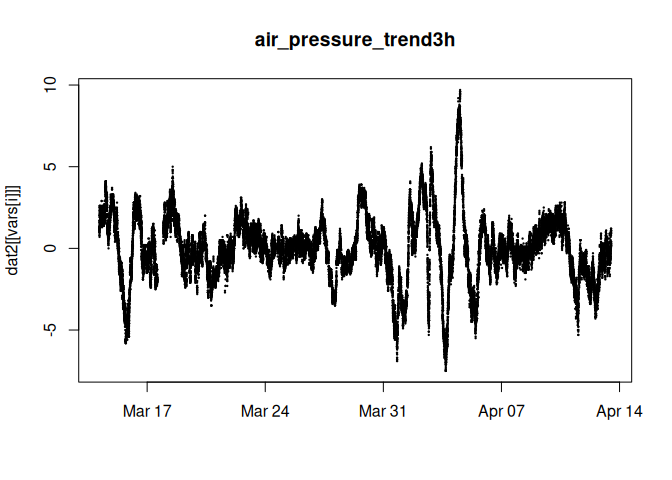 air_pressure_trend3h
dat2[[vars[i]]]
10
5
0
-5
Mar 17
Mar 24
Mar 31
Apr 07
Apr 14